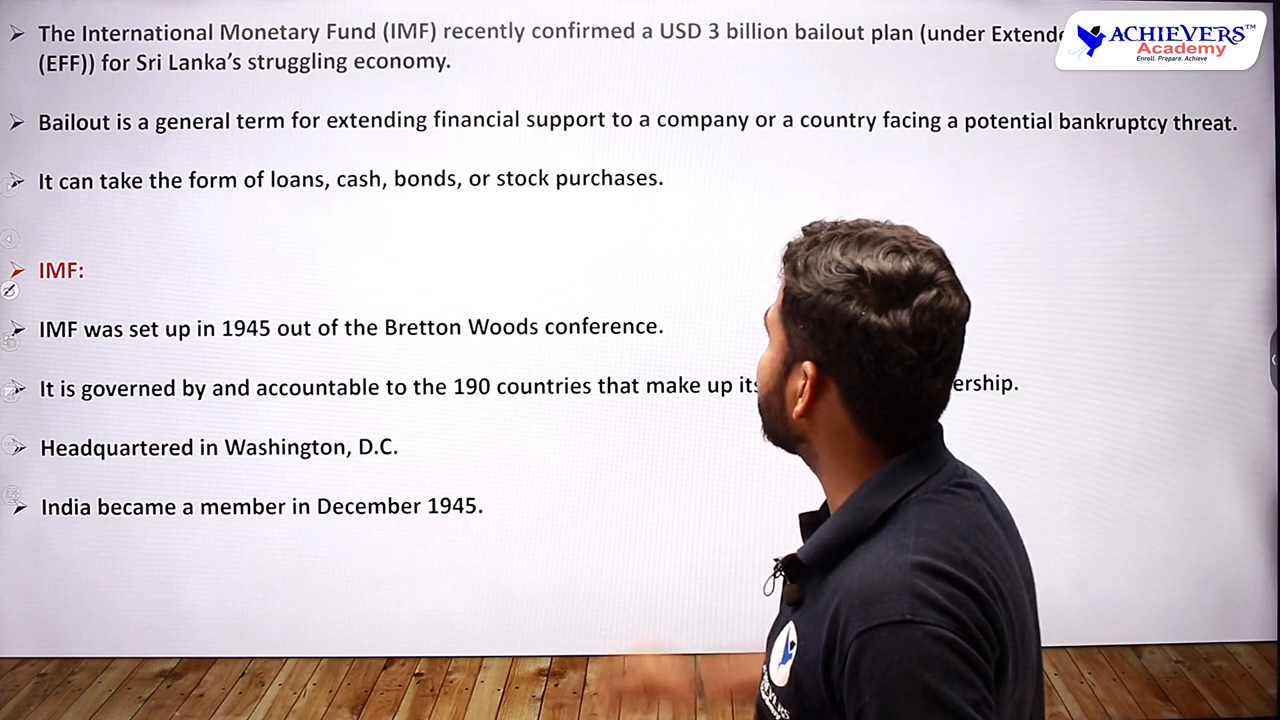 The International Monetary Fund (IMF) recently confirmed a USD 3 billion bailout plan (under
(EFF)) for Sri Lanka's struggling economy.
ACHIEVERS™
Academy
Enroll. Prepare. Achieve
Bailout is a general term for extending financial support to a company or a country facing a potential bankruptcy threat.
It can take the form of loans, cash, bonds, or stock purchases.
IMF:
IMF was set up in 1945 out of the Bretton Woods conference.
It is governed by and accountable to the 190 countries that make up
Headquartered in Washington, D.C.
India became a member in December 1945.